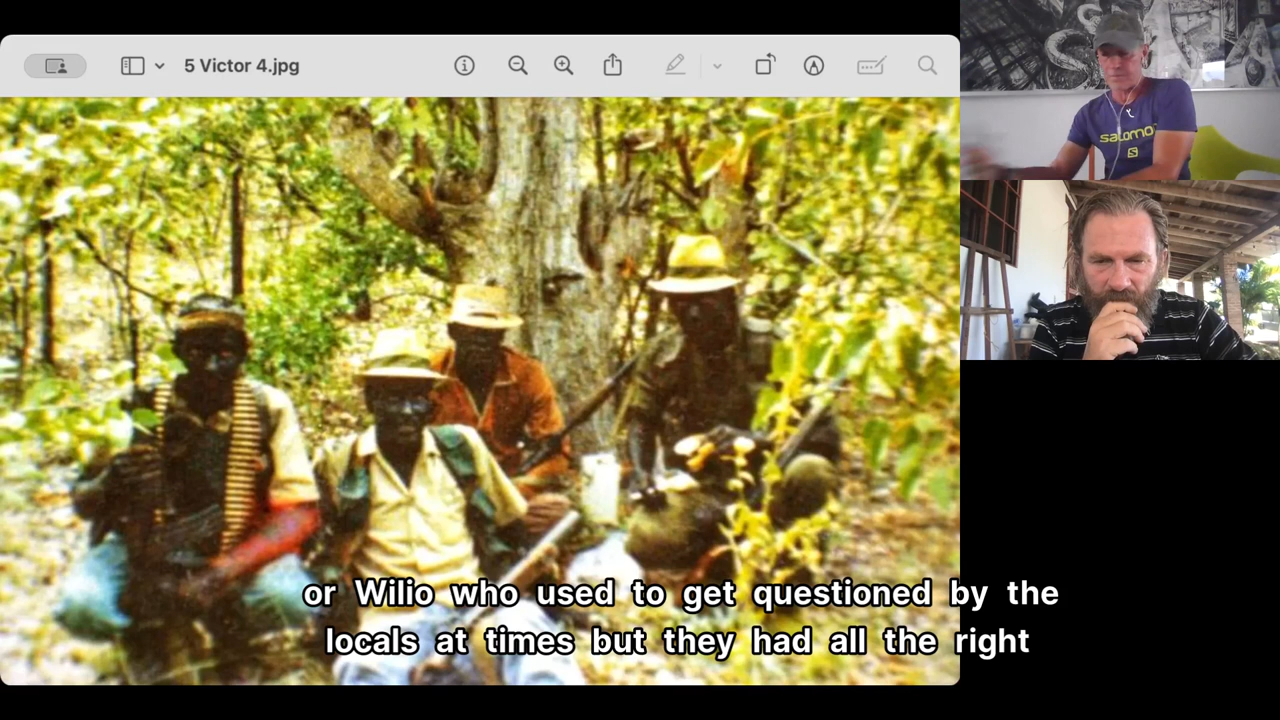 5 Victor 4.jpg
salomo
or Wilio who used to get questioned by the
locals at times but they had all the right